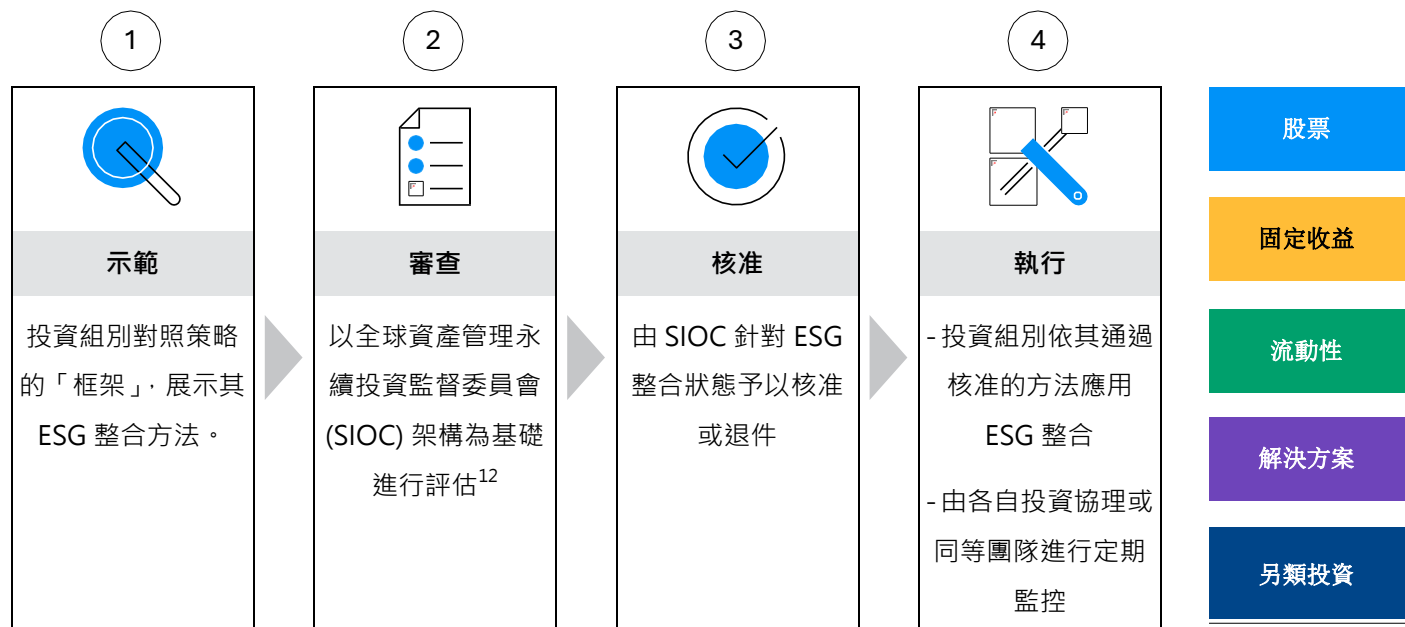 1
2
3
4
示範
投資組別對照策略
的「框架」，展示其
ESG 整合方法。
審查
以全球資產管理永
續投資監督委員會
(SIOC) 架構為基礎
進行評估12
核准
由 SIOC 針對 ESG
整合狀態予以核准
或退件
執行
- 投資組別依其通過
核准的方法應用
ESG 整合
- 由各自投資協理或
同等團隊進行定期
監控
股票
固定收益
流動性
解決方案
另類投資